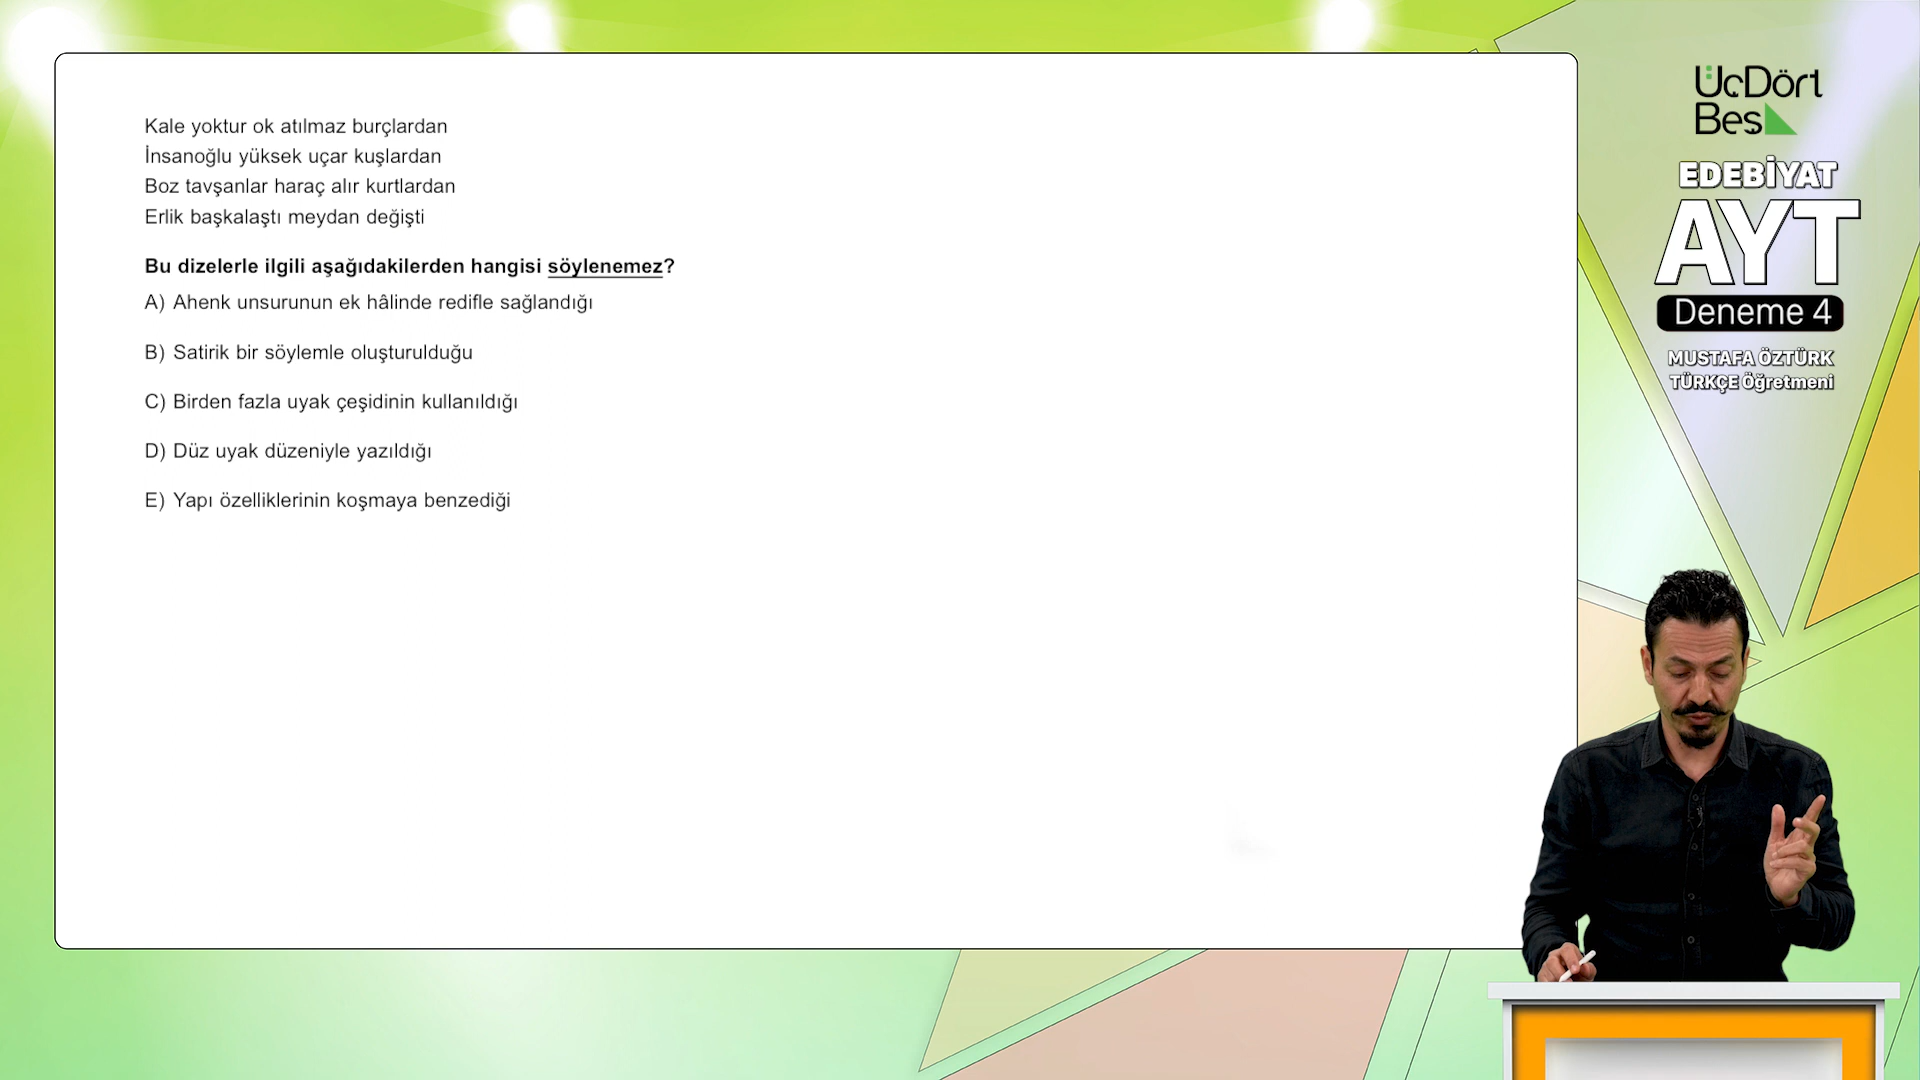 Kale yoktur ok atılmaz burçlardan
İnsanoğlu yüksek uçar kuşlardan
Boz tavşanlar haraç alır kurtlardan
Erlik başkalaştı meydan değişti
Bu dizelerle ilgili aşağıdakilerden hangisi söylenemez?
A) Ahenk unsurunun ek hâlinde redifle sağlandığı
B) Satirik bir söylemle oluşturulduğu
C) Birden fazla uyak çeşidinin kullanıldığı
D) Düz uyak düzeniyle yazıldığı
E) Yapı özelliklerinin koşmaya benzediği
ÜçDört
Beş
EDEBİYAT
AYT
Deneme 4
MUSTAFA ÖZTÜRK
TÜRKÇE Öğretmeni